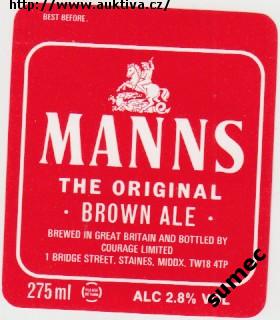 http://www.auktiva.cz/
BEST BEFORE.
MANNS
THE ORIGINAL
· BROWN ALE ·
BREWED IN GREAT BRITAIN AND BOTTLED BY
COURAGE LIMITED
1 BRIDGE STREET, STAINES, MIDDX. TW18 4TP
275ml
ALC 2.8% VOL
sumec